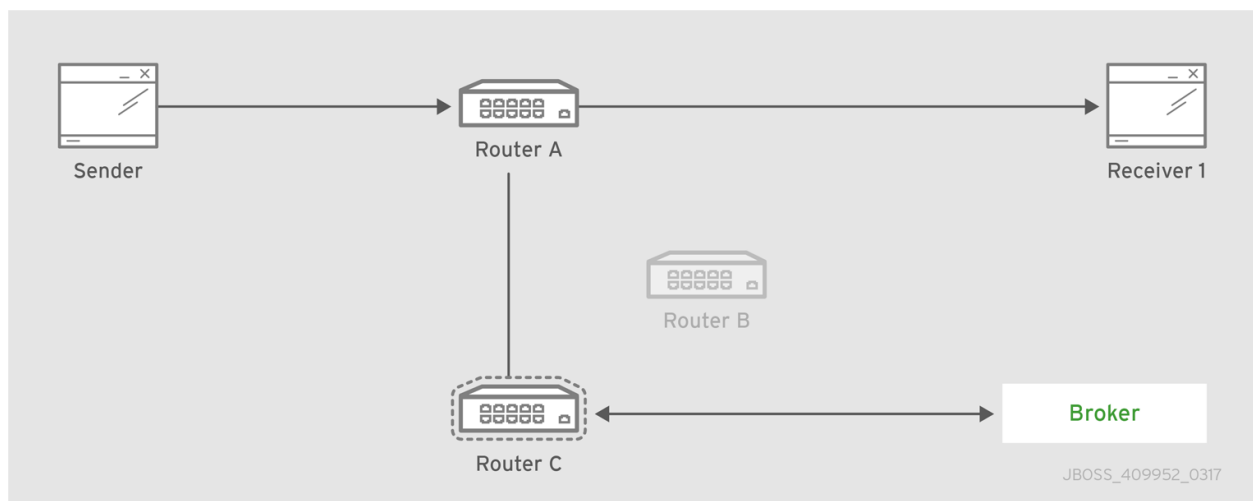 Sender
Router A
Receiver 1
Router B
Router C
Broker
JBOSS_409952_0317